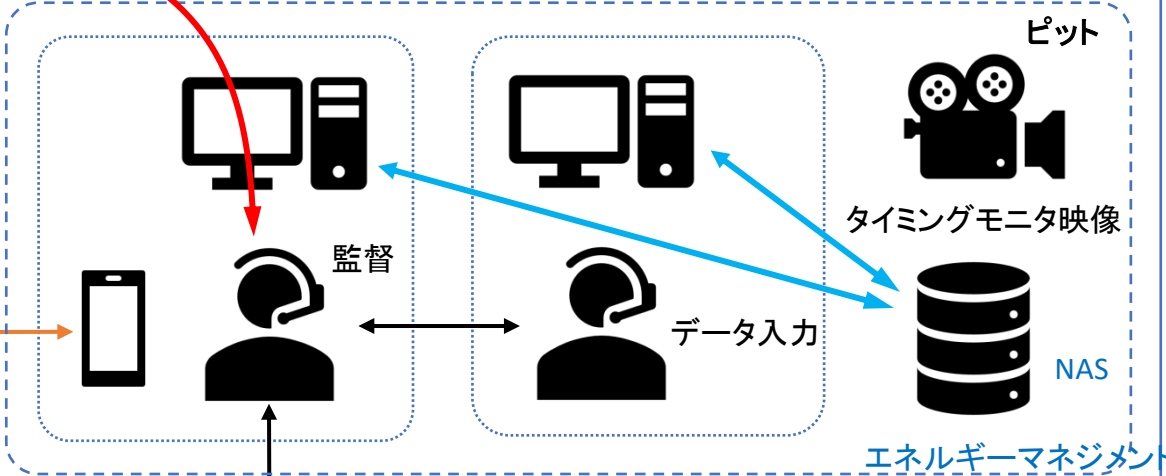 ピット
タイミングモニタ映像
監督
データ入力
NAS
エネルギーマネジメント